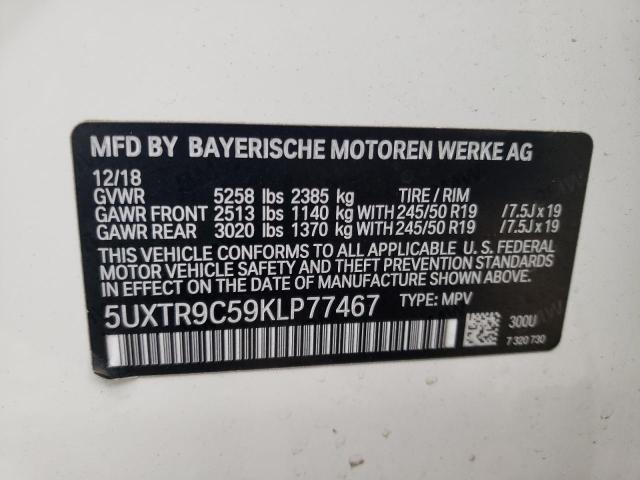 MFD BY BAYERISCHE MOTOREN WERKE AG
12/18
GVWR 5258 lbs 2385 kg TIRE / RIM
GAWR FRONT 2513 lbs 1140 kg WITH 245/50 R19 /7.5J x 19
GAWR REAR 3020 lbs 1370 kg WITH 245/50 R19 /7.5J x 19
THIS VEHICLE CONFORMS TO ALL APPLICABLE U. S. FEDERAL
MOTOR VEHICLE SAFETY AND THEFT PREVENTION STANDARDS
IN EFFECT ON THE DATE OF MANUFACTURE SHOWN ABOVE.
5UXTR9C59KLP77467 TYPE: MPV
300U
7 320 730